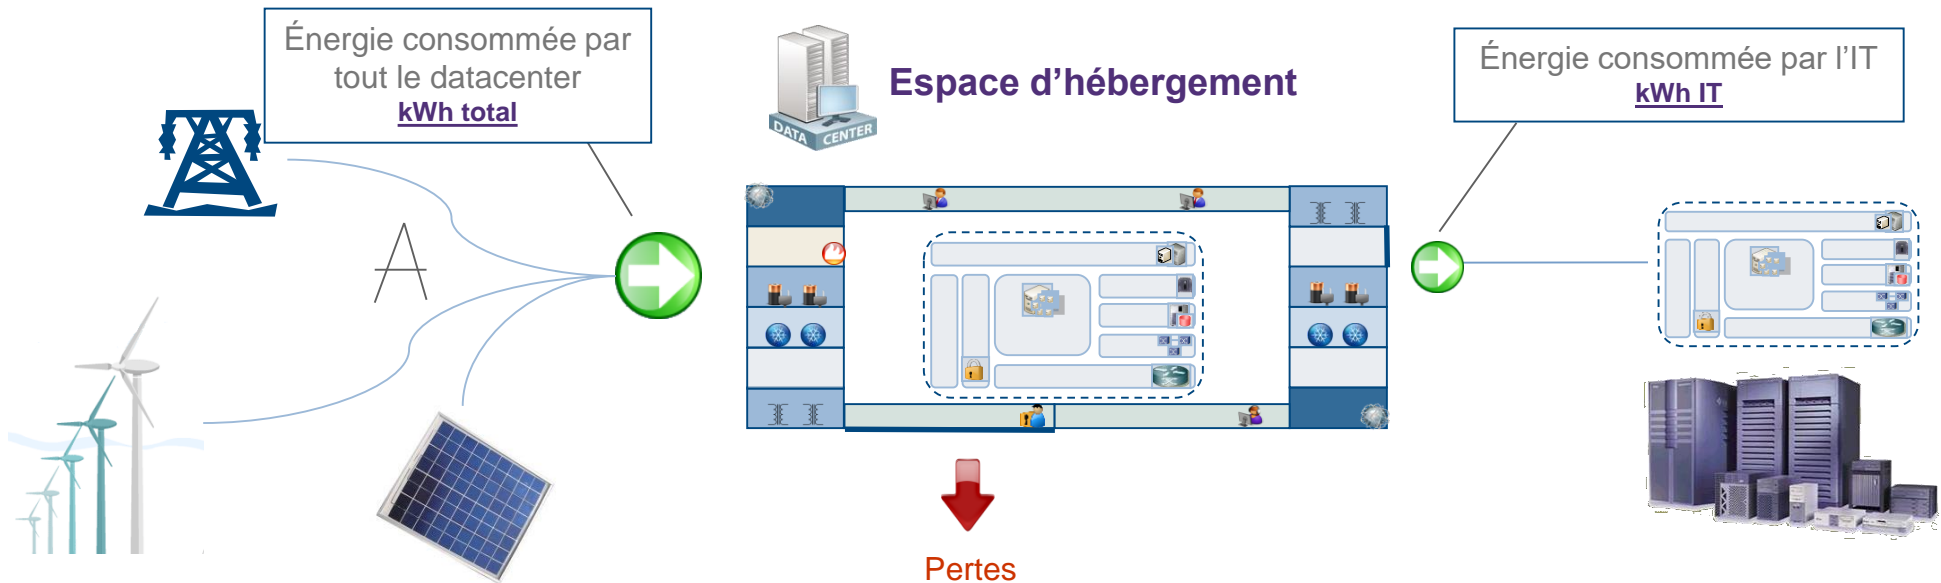 Énergie consommée par
tout le datacenter
kWh total
A
DATA CENTER
Espace d'hébergement
Énergie consommée par l'IT
kWh IT
Pertes